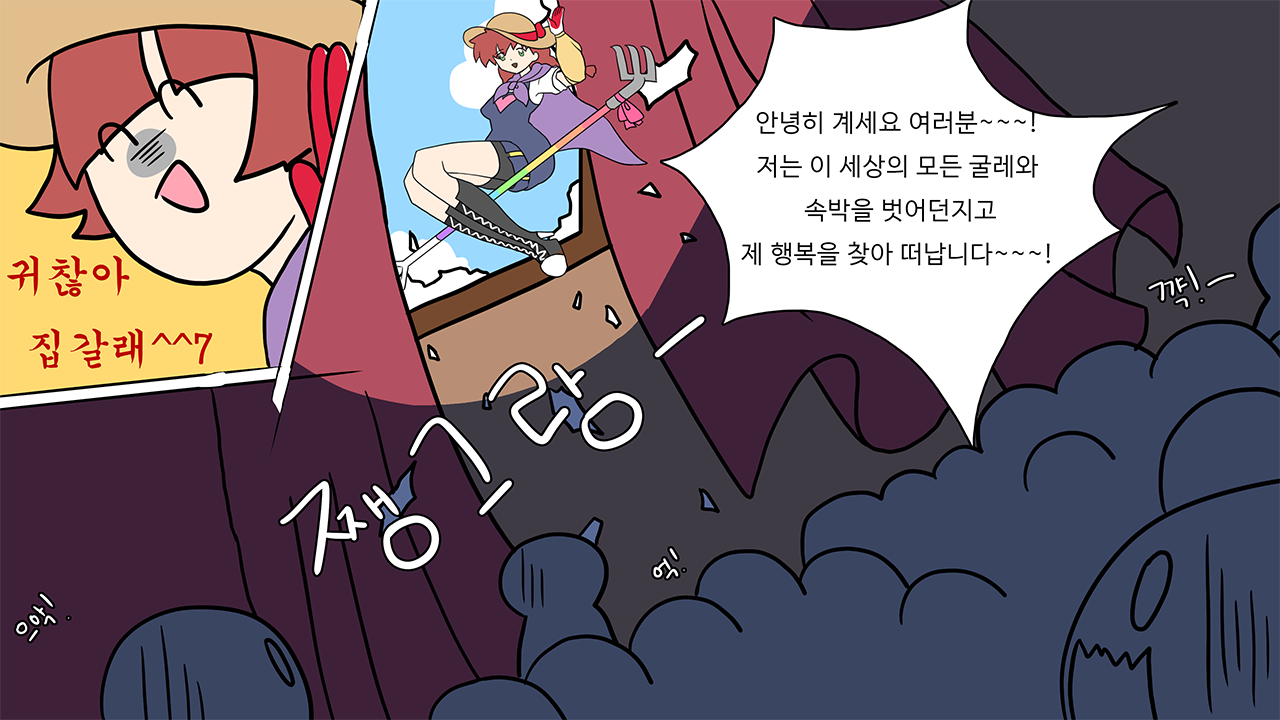 귀찮아
집갈래^^7
안녕히 계세요 여러분~~~!
저는 이 세상의 모든 굴레와
속박을 벗어던지고
제 행복을 찾아 떠납니다~~~!
꺅!
쨍그랑
억!
으악!